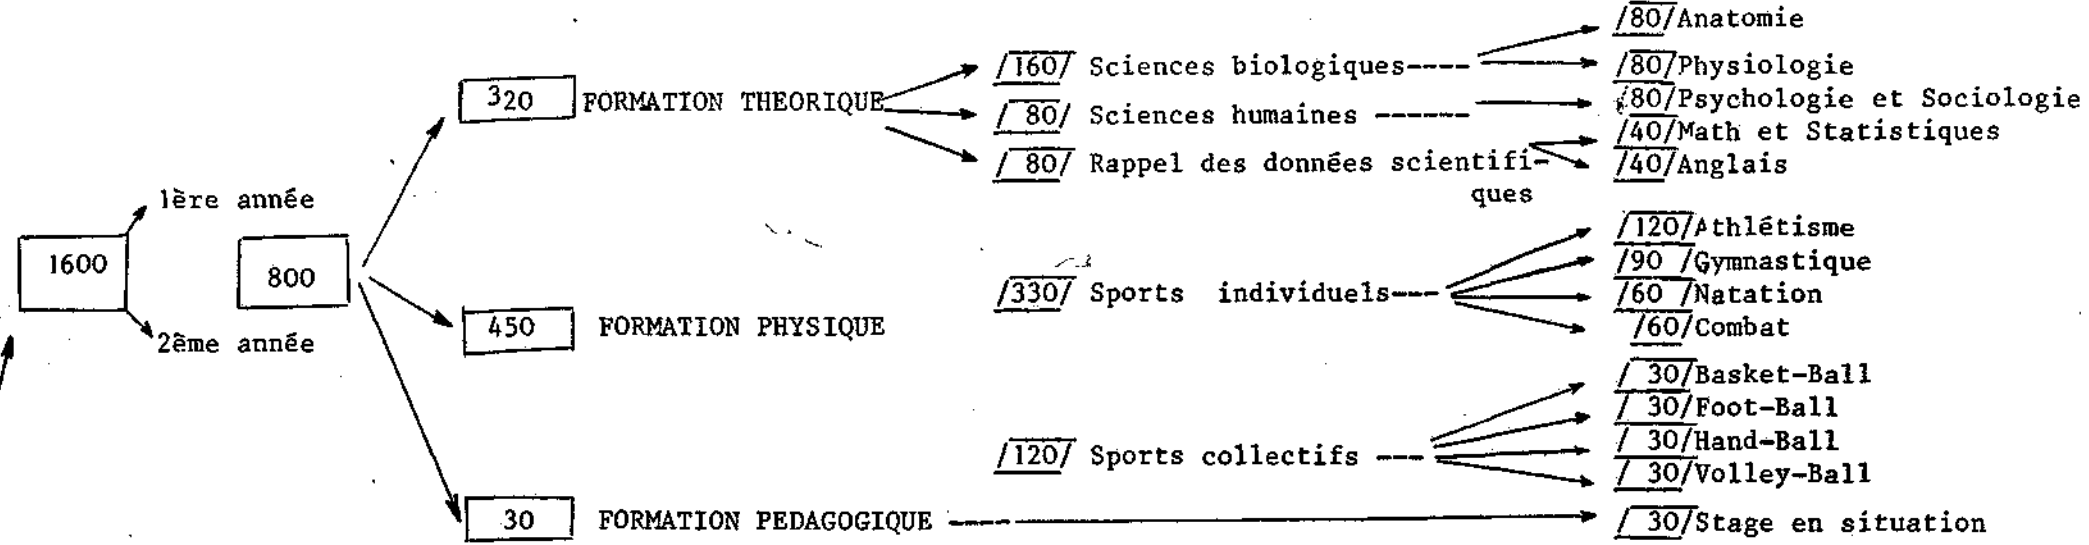 /80/Anatomie
320 FORMATION THEORIQUE /160/ Sciences biologiques---- /80/Physiologie
/ 80/ Sciences humaines ------ /80/Psychologie et Sociologie
/40/Math et Statistiques
/ 80/ Rappel des données scientifi- /40/Anglais
ques
1ère année
1600 800
2ème année
/120/Athlétisme
/90 /Gymnastique
/330/ Sports individuels--- /60 /Natation
450 FORMATION PHYSIQUE /60/Combat
/ 30/Basket-Ball
/ 30/Foot-Ball
/120/ Sports collectifs --- / 30/Hand-Ball
/ 30/Volley-Ball
30 FORMATION PEDAGOGIQUE ---- / 30/Stage en situation